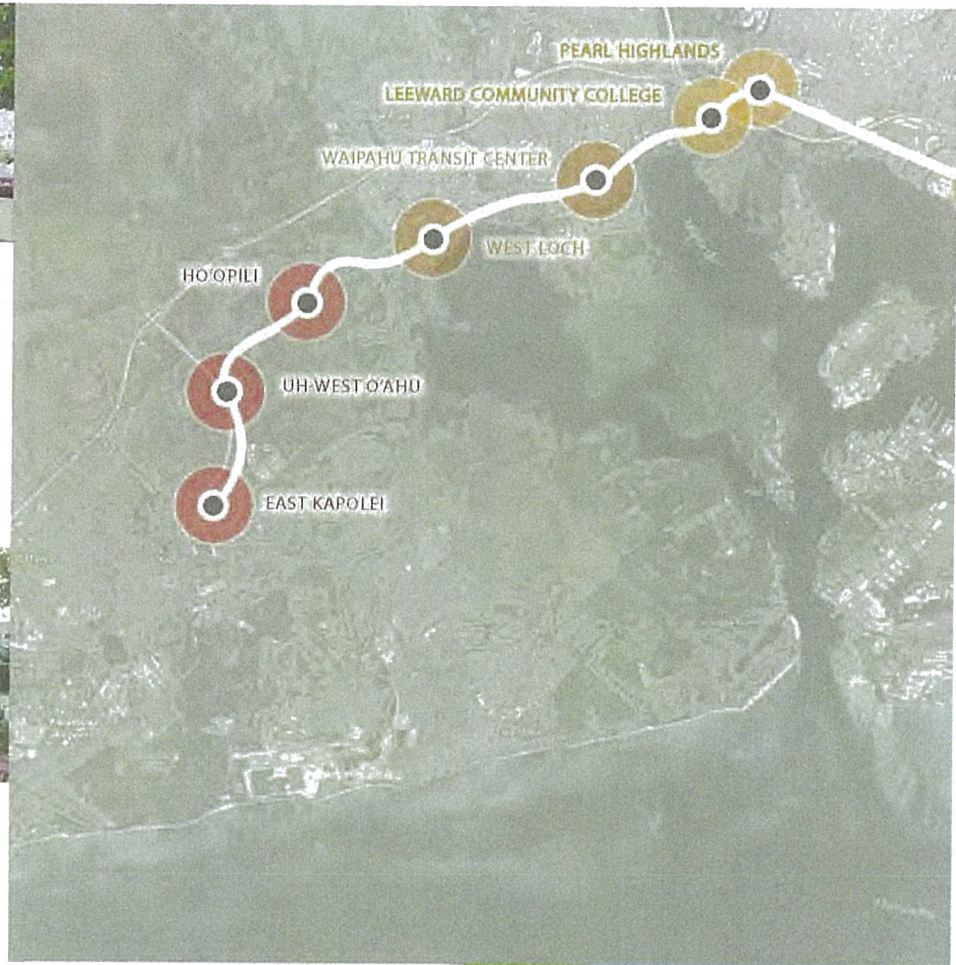 PEARL HIGHLANDS
LEEWARD COMMUNITY COLLEGE
WAIPAHU TRANSIT CENTER
WEST LOCH
HO'OPILI
UH-WEST O'AHU
EAST KAPOLEI